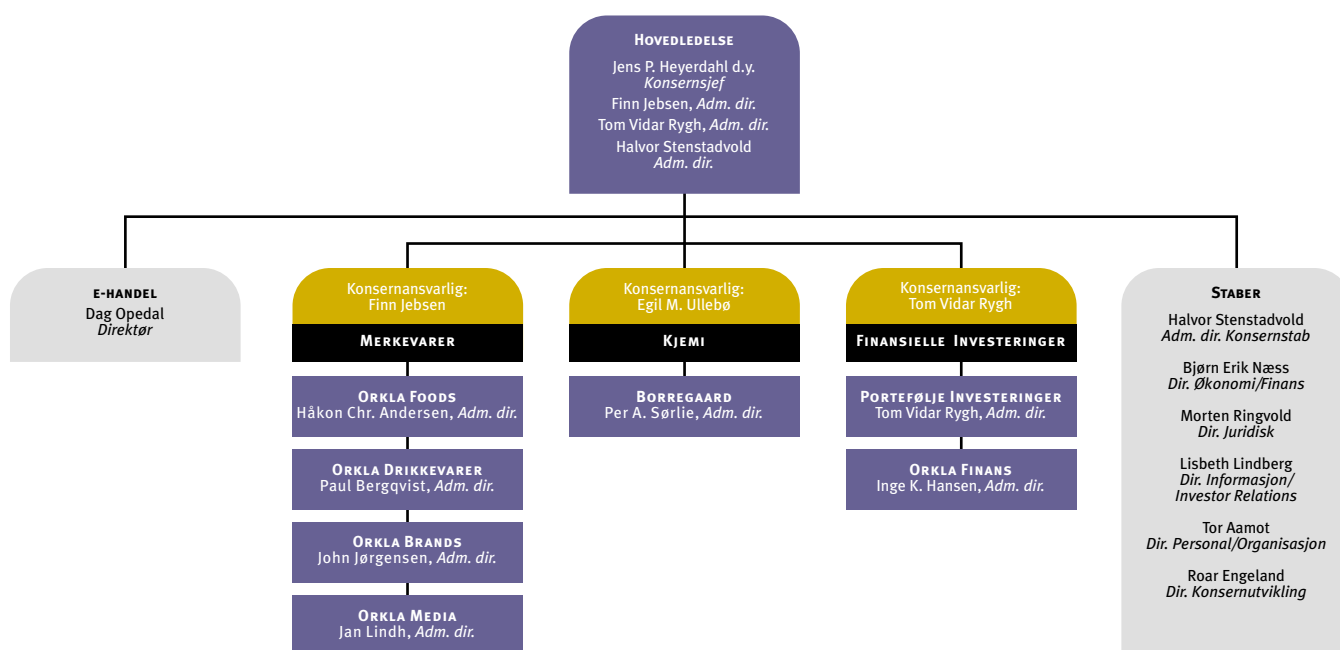 HOVEDLEDELSE
Jens P. Heyerdahl d.y.
Konsernsjef
Finn Jebsen, Adm. dir.
Tom Vidar Rygh, Adm. dir.
Halvor Stenstadvold
Adm. dir.
E-HANDEL
Dag Opedal
Direktør
Konsernansvarlig:
Finn Jebsen
MERKEVARER
ORKLA FOODS
Håkon Chr. Andersen, Adm. dir.
ORKLA DRIKKEVARER
Paul Bergqvist, Adm. dir.
ORKLA BRANDS
John Jørgensen, Adm. dir.
ORKLA MEDIA
Jan Lindh, Adm. dir.
Konsernansvarlig:
Egil M. Ullebø
KJEMI
BORREGAARD
Per A. Sørlie, Adm. dir.
Konsernansvarlig:
Tom Vidar Rygh
FINANSIELLE INVESTERINGER
PORTEFØLJE INVESTERINGER
Tom Vidar Rygh, Adm. dir.
ORKLA FINANS
Inge K. Hansen, Adm. dir.
STABER
Halvor Stenstadvold
Adm. dir. Konsernstab
Bjørn Erik Næss
Dir. Økonomi/Finans
Morten Ringvold
Dir. Juridisk
Lisbeth Lindberg
Dir. Informasjon/
Investor Relations
Tor Aamot
Dir. Personal/Organisasjon
Roar Engeland
Dir. Konsernutvikling